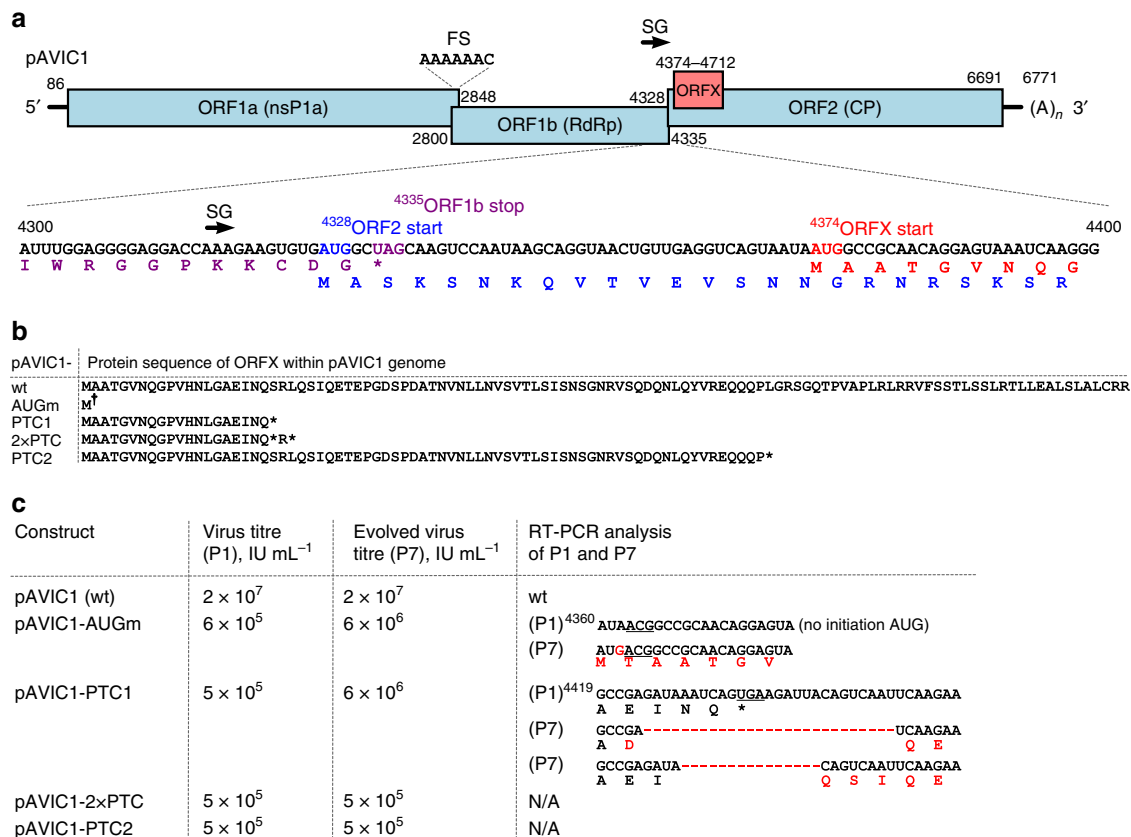 a
SG
FS
pAVIC1
AAAAAAC
4374–4712
86
6691
6771
2848
4328
ORFX
5′
ORF1a (nsP1a)
ORF1b (RdRp)
ORF2 (CP)
(A)n 3′
2800
4335
4335ORF1b stop
4300
SG
4328ORF2 start
4374ORFX start
4400
AUUUGGAGGGGAGGACCAAAGAAGUGUGAUGGCUAGCAAGUCCAAUAAGCAGGUAACUGUUGAGGUCAGUAAUAAUGGCCGCAACAGGAGUAAAUCAAGGG
I W R G G P K K C D G *
M A A T G V N Q G
M A S K S N K Q V T V E V S N N G R N R S K S R
b
pAVIC1- Protein sequence of ORFX within pAVIC1 genome
wt MAATGVNQGPVHNLGAEINQSRLQSIQETEPGDSPDATNVNLLNVSVTLSISNSGNRVSQDQNLQYVREQQQPLGRSGQTPVAPLRLRRVFSSTLSSLRTLLEALSLALCRR
AUGm M†
PTC1 MAATGVNQGPVHNLGAEINQ*
2×PTC MAATGVNQGPVHNLGAEINQ*R*
PTC2 MAATGVNQGPVHNLGAEINQSRLQSIQETEPGDSPDATNVNLLNVSVTLSISNSGNRVSQDQNLQYVREQQQP*
c
Construct Virus titre Evolved virus RT-PCR analysis
(P1), IU mL−1 titre (P7), IU mL−1 of P1 and P7
pAVIC1 (wt) 2 × 10⁷ 2 × 10⁷ wt
pAVIC1-AUGm 6 × 10⁵ 6 × 10⁶ (P1)4360 AUAACGGCCGCAACAGGAGUA (no initiation AUG)
(P7) AUGACGGCCGCAACAGGAGUA
M T A A T G V
pAVIC1-PTC1 5 × 10⁵ 6 × 10⁶ (P1)4419 GCCGAGAUAAAUCAGUGAAGAUUACAGUCAAUUCAAGAA
A E I N Q *
(P7) GCCGA---------------------------UCAAGAA
A D Q E
(P7) GCCGAGAUA---------------CAGUCAAUUCAAGAA
A E I Q S I Q E
pAVIC1-2×PTC 5 × 10⁵ 5 × 10⁵ N/A
pAVIC1-PTC2 5 × 10⁵ 5 × 10⁵ N/A